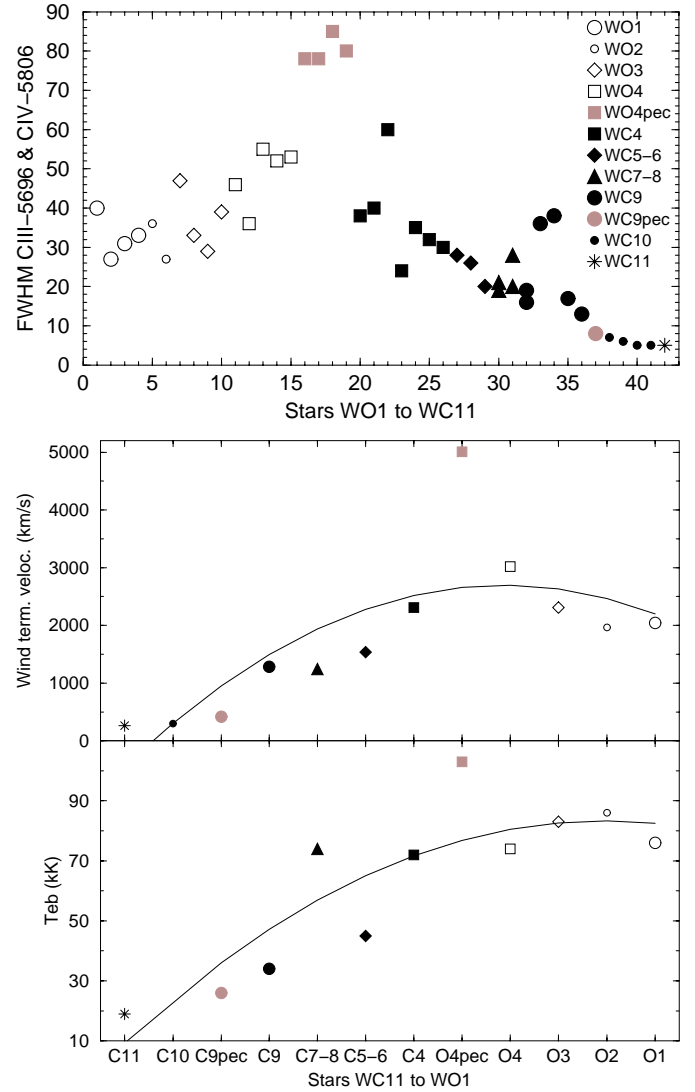 90
80
70
60
50
40
30
20
10
0
FWHM CIII−5696 & CIV−5806
WO1
WO2
WO3
WO4
WO4pec
WC4
WC5−6
WC7−8
WC9
WC9pec
WC10
WC11
0 5 10 15 20 25 30 35 40
Stars WO1 to WC11
5000
4000
3000
2000
1000
0
Wind term. veloc. (km/s)
90
70
50
30
10
Teb (kK)
C11 C10 C9pec C9 C7−8 C5−6 C4 O4pec O4 O3 O2 O1
Stars WC11 to WO1